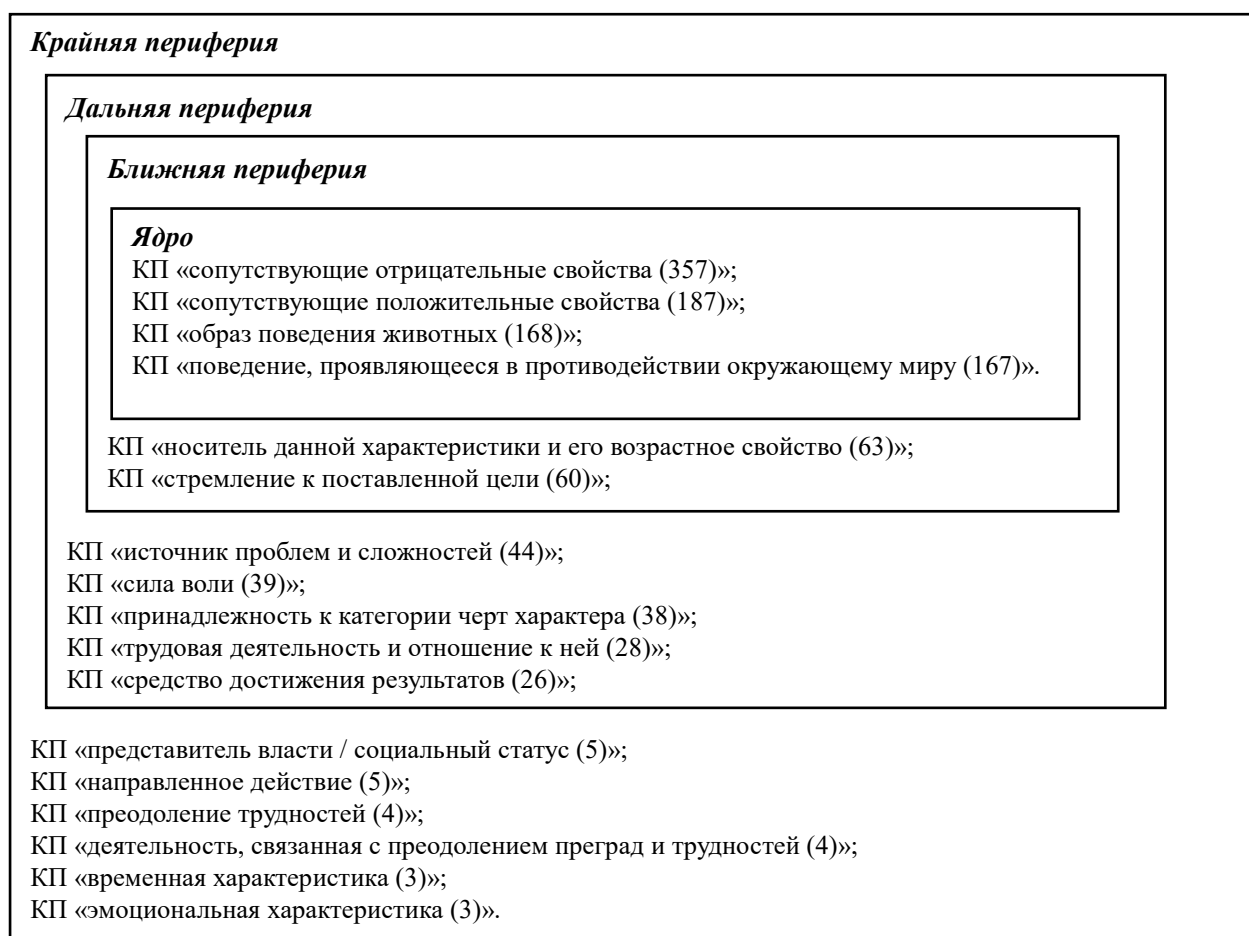 Крайняя периферия
Дальняя периферия
Ближняя периферия
Ядро
КП «сопутствующие отрицательные свойства (357)»;
КП «сопутствующие положительные свойства (187)»;
КП «образ поведения животных (168)»;
КП «поведение, проявляющееся в противодействии окружающему миру (167)».
КП «носитель данной характеристики и его возрастное свойство (63)»;
КП «стремление к поставленной цели (60)»;
КП «источник проблем и сложностей (44)»;
КП «сила воли (39)»;
КП «принадлежность к категории черт характера (38)»;
КП «трудовая деятельность и отношение к ней (28)»;
КП «средство достижения результатов (26)»;
КП «представитель власти / социальный статус (5)»;
КП «направленное действие (5)»;
КП «преодоление трудностей (4)»;
КП «деятельность, связанная с преодолением преград и трудностей (4)»;
КП «временная характеристика (3)»;
КП «эмоциональная характеристика (3)».